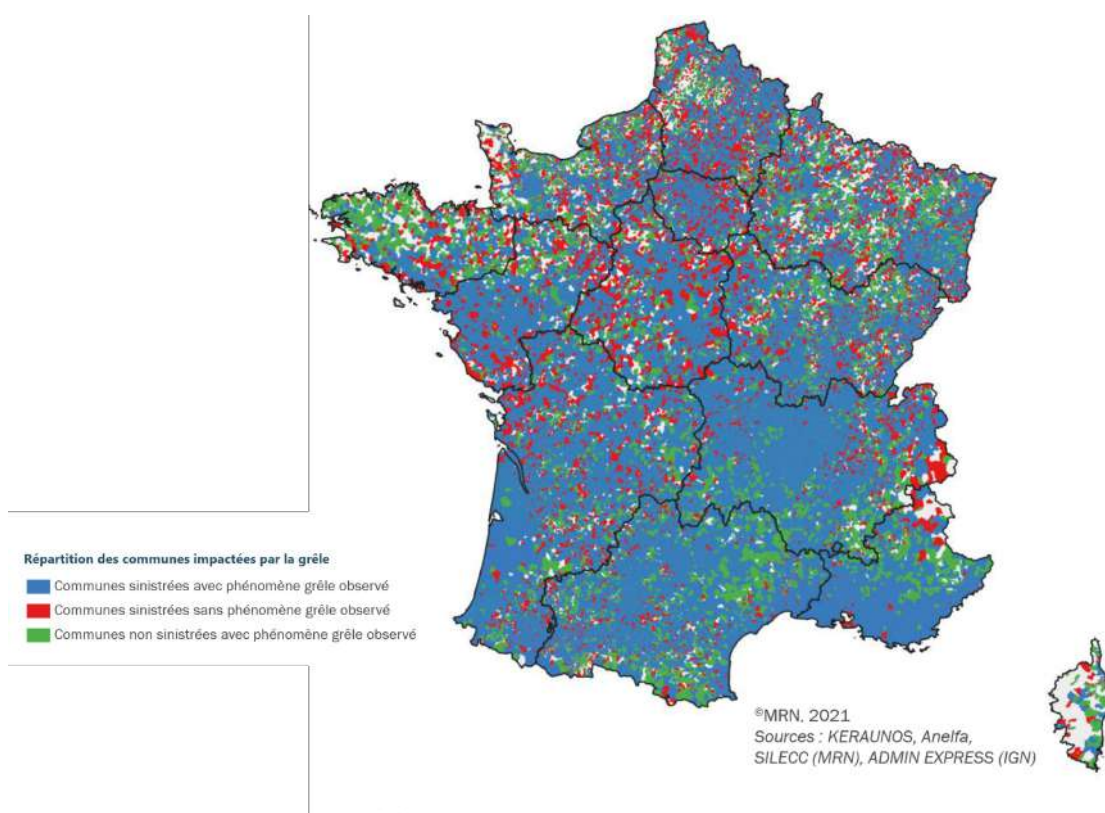 Répartition des communes impactées par la grêle
Communes sinistrées avec phénomène grêle observé
Communes sinistrées sans phénomène grêle observé
Communes non sinistrées avec phénomène grêle observé
©MRN, 2021
Sources : KERAUNOS, Anelfa,
SILECC (MRN), ADMIN EXPRESS (IGN)